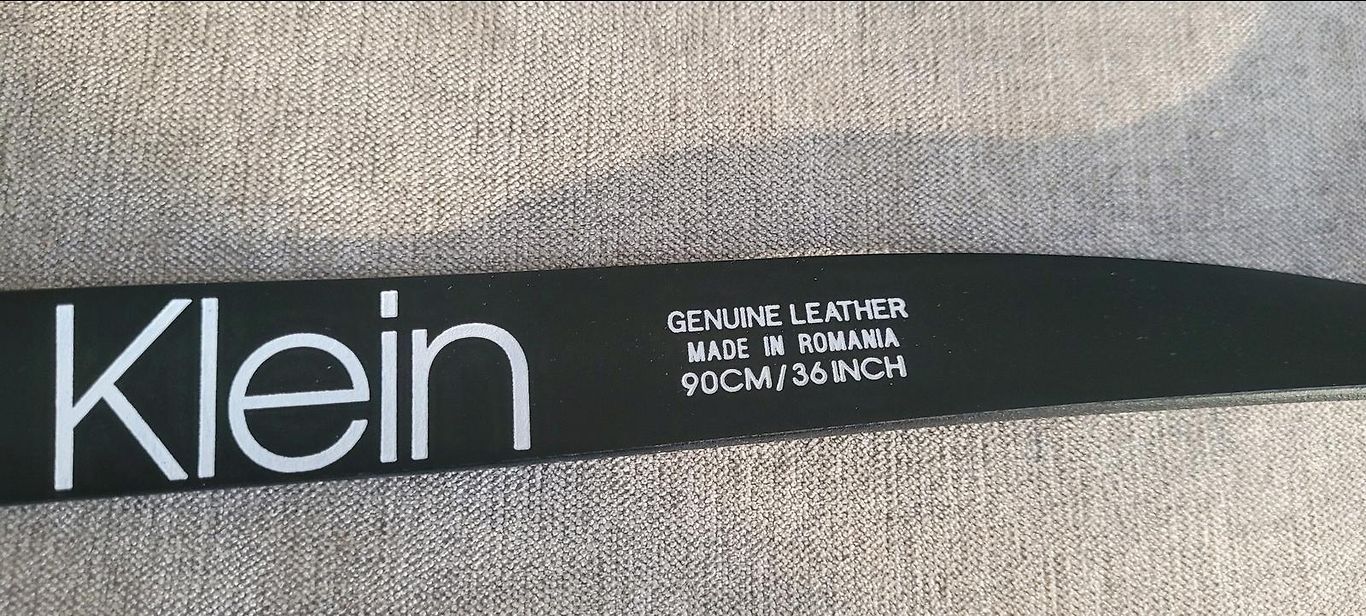 Klein
GENUINE LEATHER
MADE IN ROMANIA
90CM/36INCH